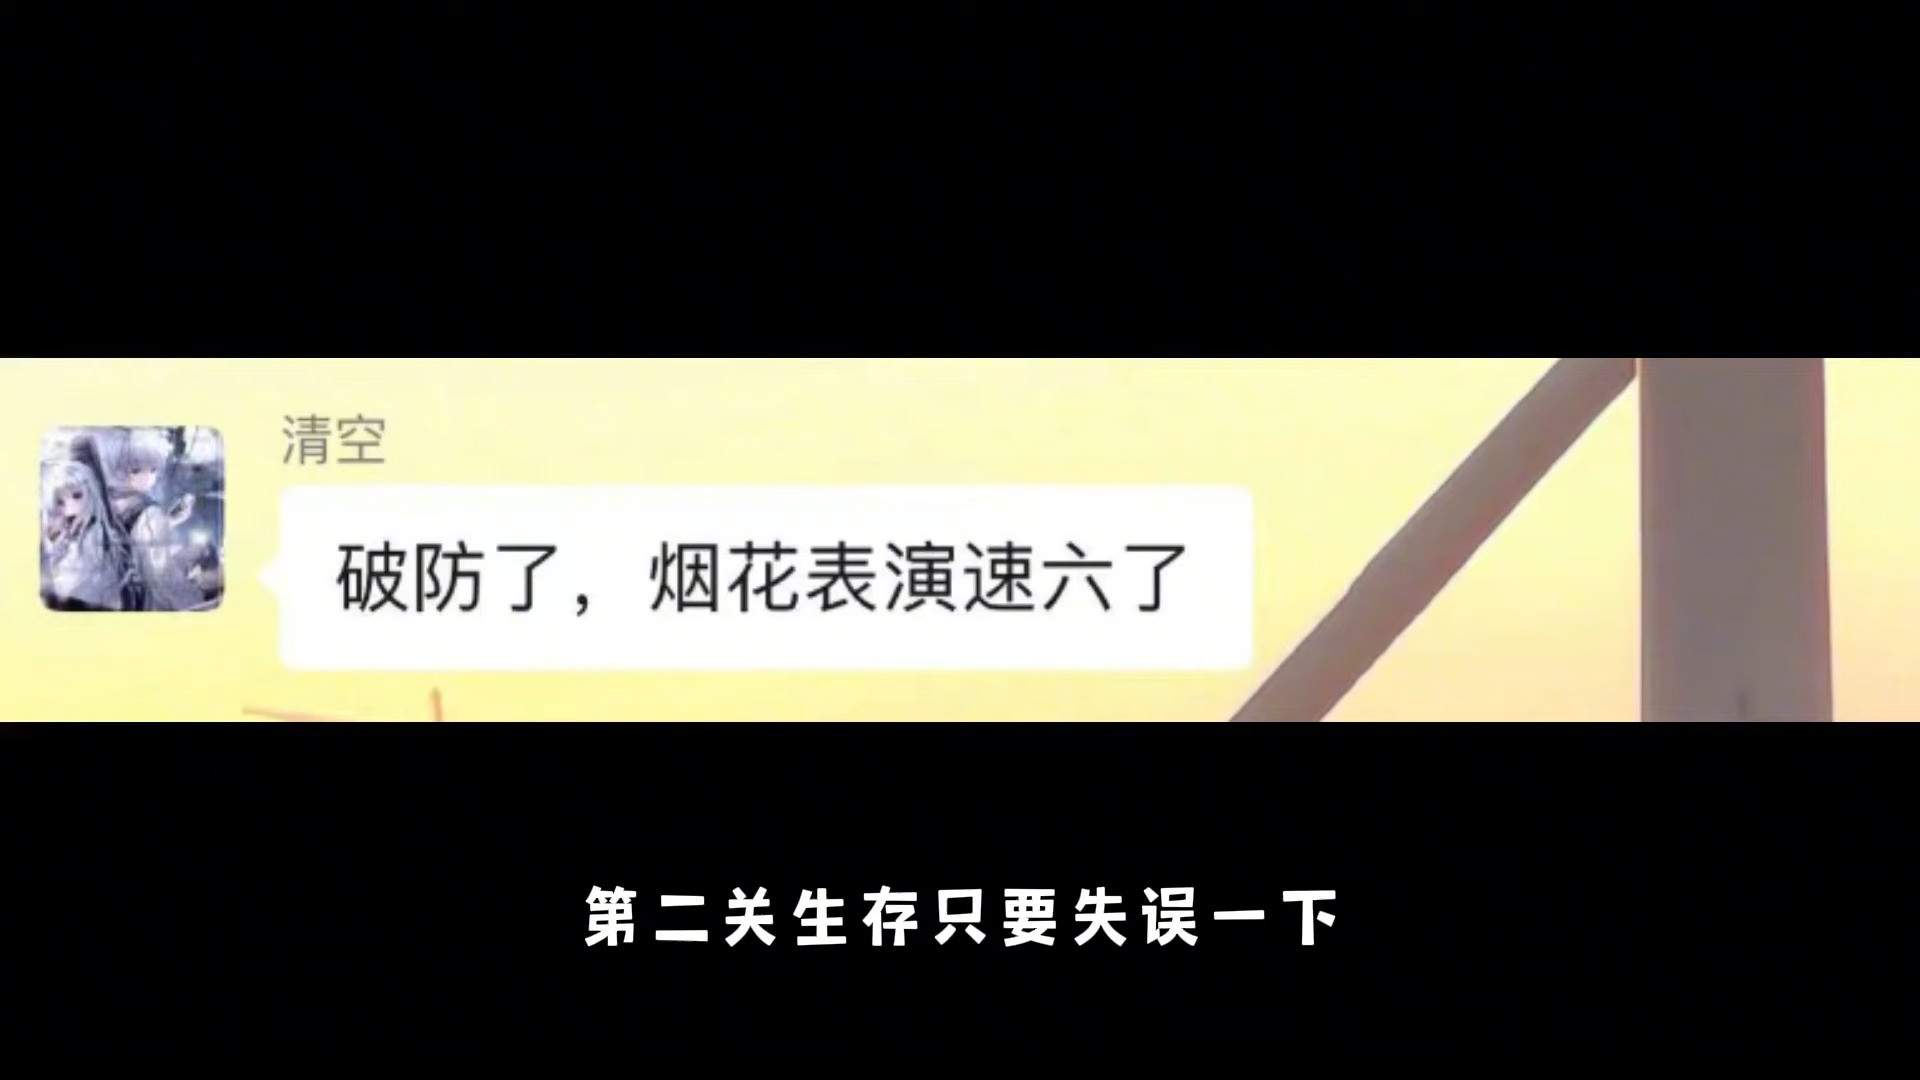 清空
破防了，烟花表演速六了
第二关生存只要失误一下